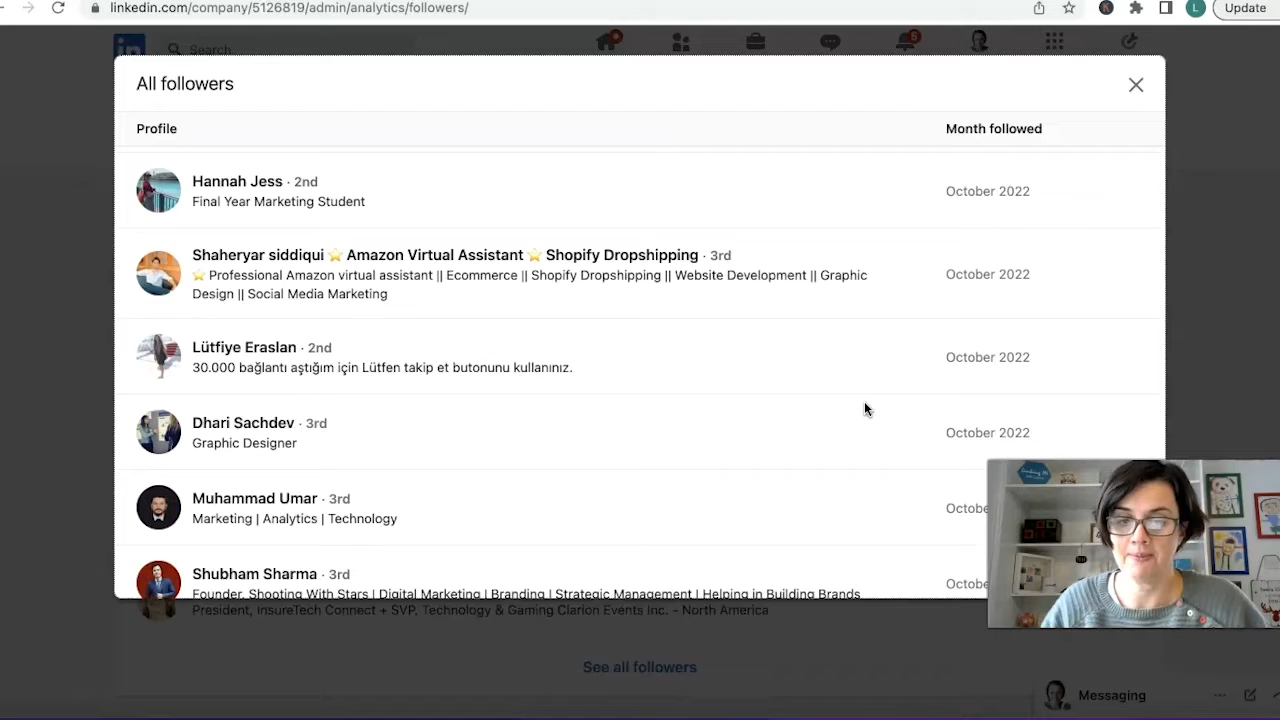 linkedin.com/company/5126819/admin/analytics/followers/
L
Update
in
Search
5
All followers
Profile
Month followed
Hannah Jess · 2nd
Final Year Marketing Student
October 2022
Shaheryar siddiqui ⭐ Amazon Virtual Assistant ⭐ Shopify Dropshipping · 3rd
⭐ Professional Amazon virtual assistant || Ecommerce || Shopify Dropshipping || Website Development || Graphic
Design || Social Media Marketing
October 2022
Lütfiye Eraslan · 2nd
30.000 bağlantı aştığım için Lütfen takip et butonunu kullanınız.
October 2022
Dhari Sachdev · 3rd
Graphic Designer
October 2022
Muhammad Umar · 3rd
Marketing | Analytics | Technology
Octobe
Shubham Sharma · 3rd
Founder, Shooting With Stars | Digital Marketing | Branding | Strategic Management | Helping in Building Brands
Octobe
President, InsureTech Connect + SVP, Technology & Gaming Clarion Events Inc. - North America
See all followers
Messaging